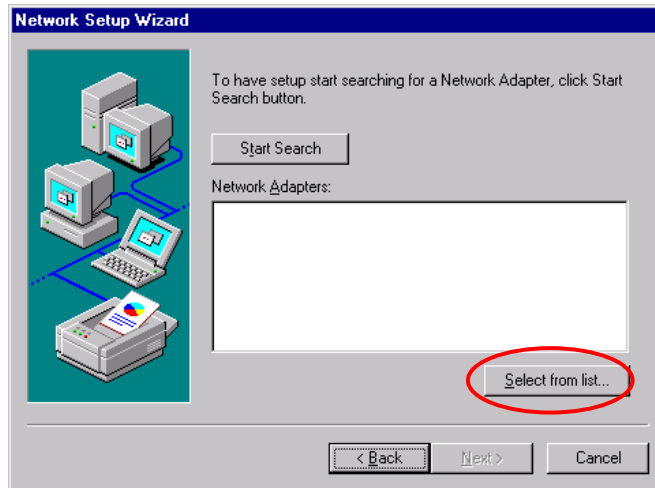 Network Setup Wizard
To have setup start searching for a Network Adapter, click Start
Search button.
Start Search
Network Adapters:
Select from list...
< Back
Next >
Cancel